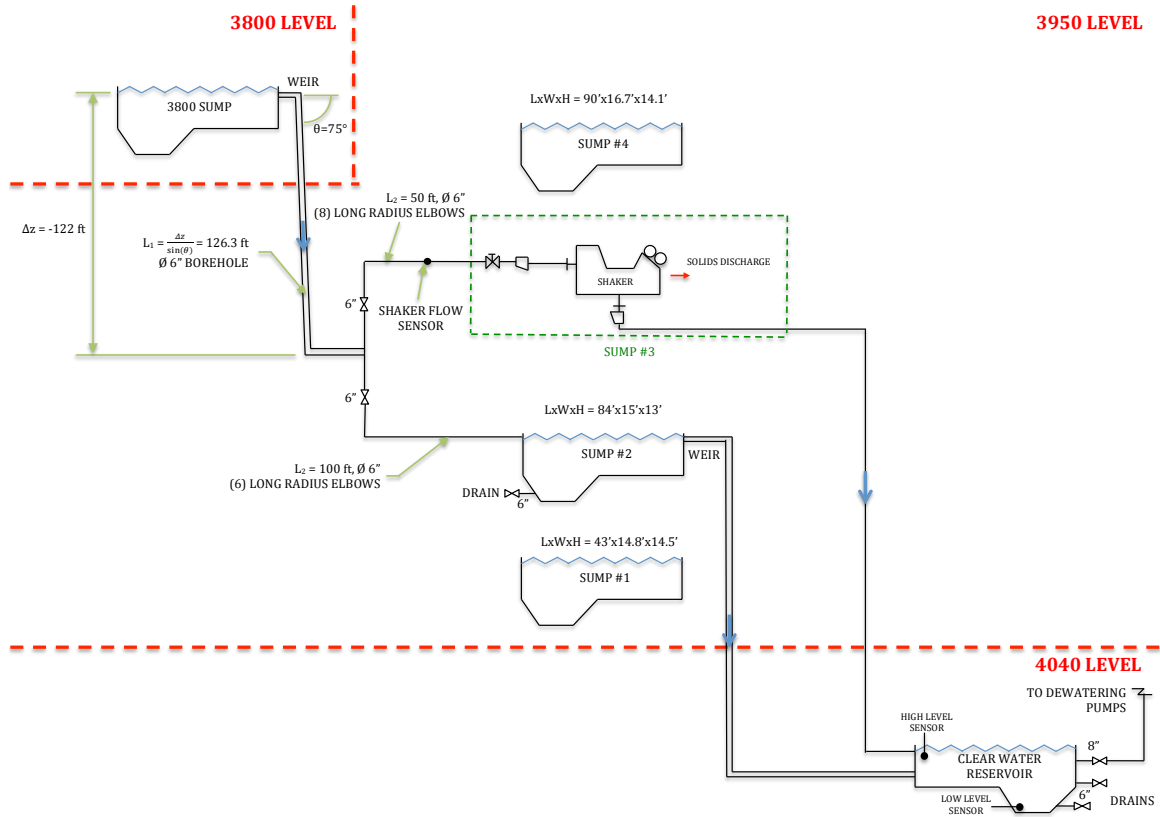 3800 LEVEL
3950 LEVEL
WEIR
3800 SUMP
θ=75°
LxWxH = 90’x16.7’x14.1’
SUMP #4
L₂ = 50 ft, Ø 6”
(8) LONG RADIUS ELBOWS
Δz = -122 ft
L₁ = Δz/sin(θ) = 126.3 ft
Ø 6” BOREHOLE
SOLIDS DISCHARGE
SHAKER
6”
SHAKER FLOW
SENSOR
SUMP #3
6”
LxWxH = 84’x15’x13’
SUMP #2
WEIR
L₂ = 100 ft, Ø 6”
(6) LONG RADIUS ELBOWS
DRAIN
6”
LxWxH = 43’x14.8’x14.5’
SUMP #1
4040 LEVEL
TO DEWATERING
PUMPS
HIGH LEVEL
SENSOR
8”
CLEAR WATER
RESERVOIR
LOW LEVEL
SENSOR
6”
DRAINS